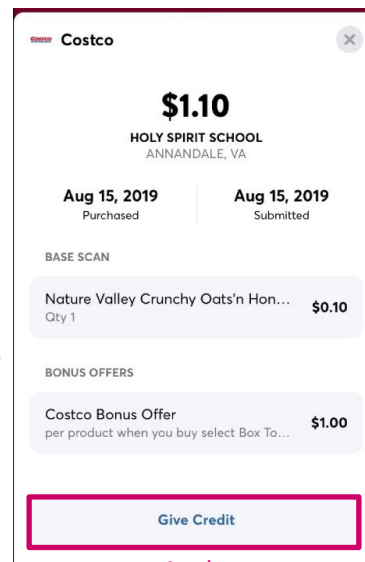 COSTCO Costco
$1.10
HOLY SPIRIT SCHOOL
ANNANDALE, VA
Aug 15, 2019 Aug 15, 2019
Purchased Submitted
BASE SCAN
Nature Valley Crunchy Oats'n Hon... $0.10
Qty 1
BONUS OFFERS
Costco Bonus Offer $1.00
per product when you buy select Box To...
Give Credit